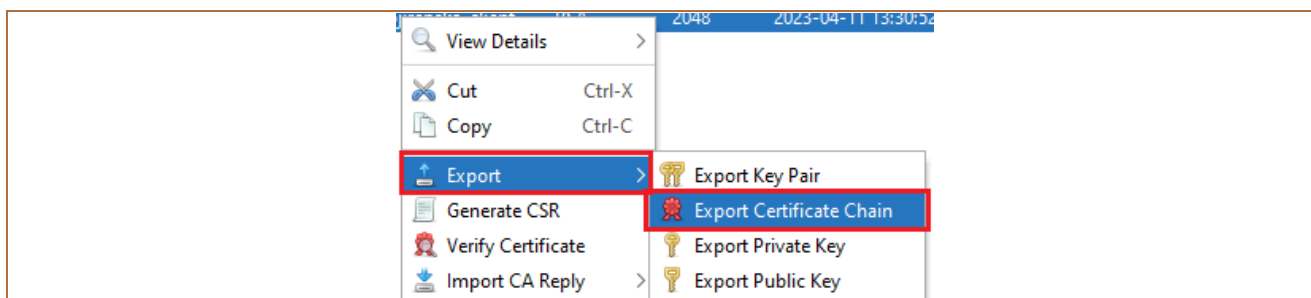 2048 2023-04-11 13:30:52
View Details
Cut Ctrl-X
Copy Ctrl-C
Export Export Key Pair
Generate CSR Export Certificate Chain
Verify Certificate Export Private Key
Import CA Reply Export Public Key